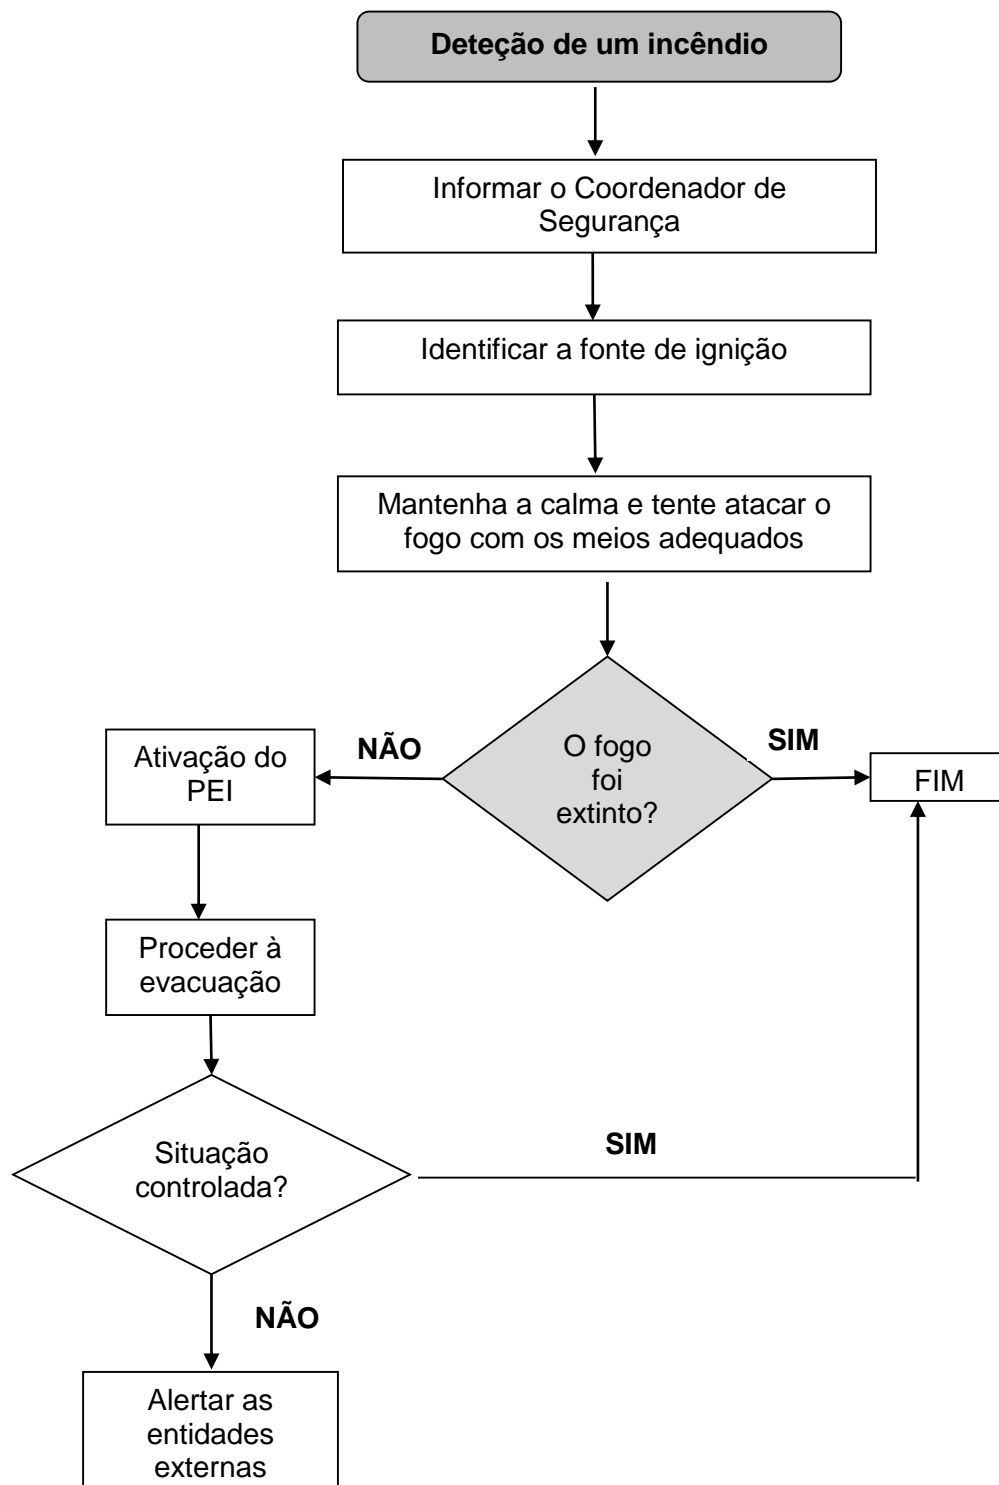 Deteção de um incêndio
Informar o Coordenador de
Segurança
Identificar a fonte de ignição
Mantenha a calma e tente atacar o
fogo com os meios adequados
O fogo
foi
extinto?
NÃO
SIM
Ativação do
PEI
FIM
Proceder à
evacuação
Situação
controlada?
SIM
NÃO
Alertar as
entidades
externas